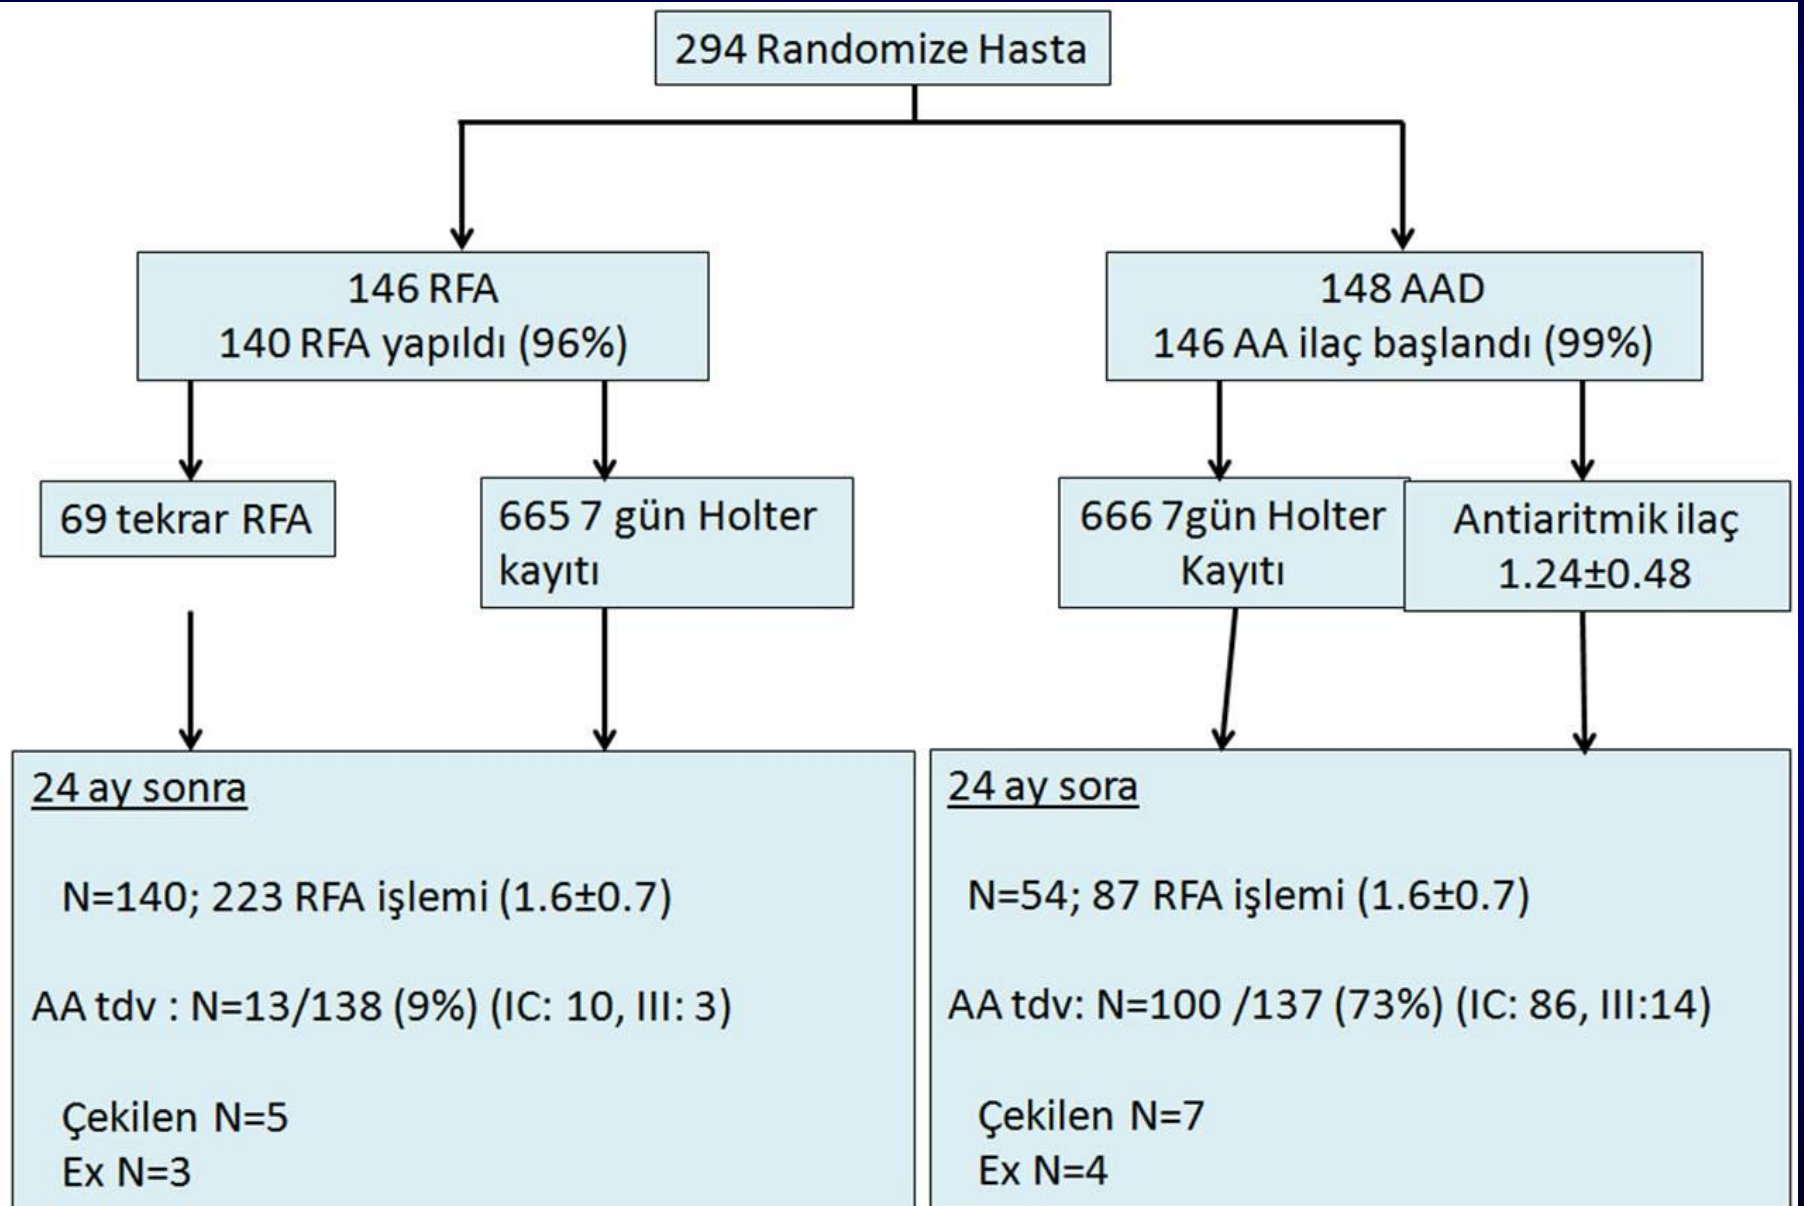 294 Randomize Hasta
146 RFA
140 RFA yapıldı (96%)
148 AAD
146 AA ilaç başlandı (99%)
69 tekrar RFA
665 7 gün Holter
kayıtı
666 7gün Holter
Kayıtı
Antiaritmik ilaç
1.24±0.48
24 ay sonra
N=140; 223 RFA işlemi (1.6±0.7)
AA tdv : N=13/138 (9%) (IC: 10, III: 3)
Çekilen N=5
Ex N=3
24 ay sora
N=54; 87 RFA işlemi (1.6±0.7)
AA tdv: N=100 /137 (73%) (IC: 86, III:14)
Çekilen N=7
Ex N=4